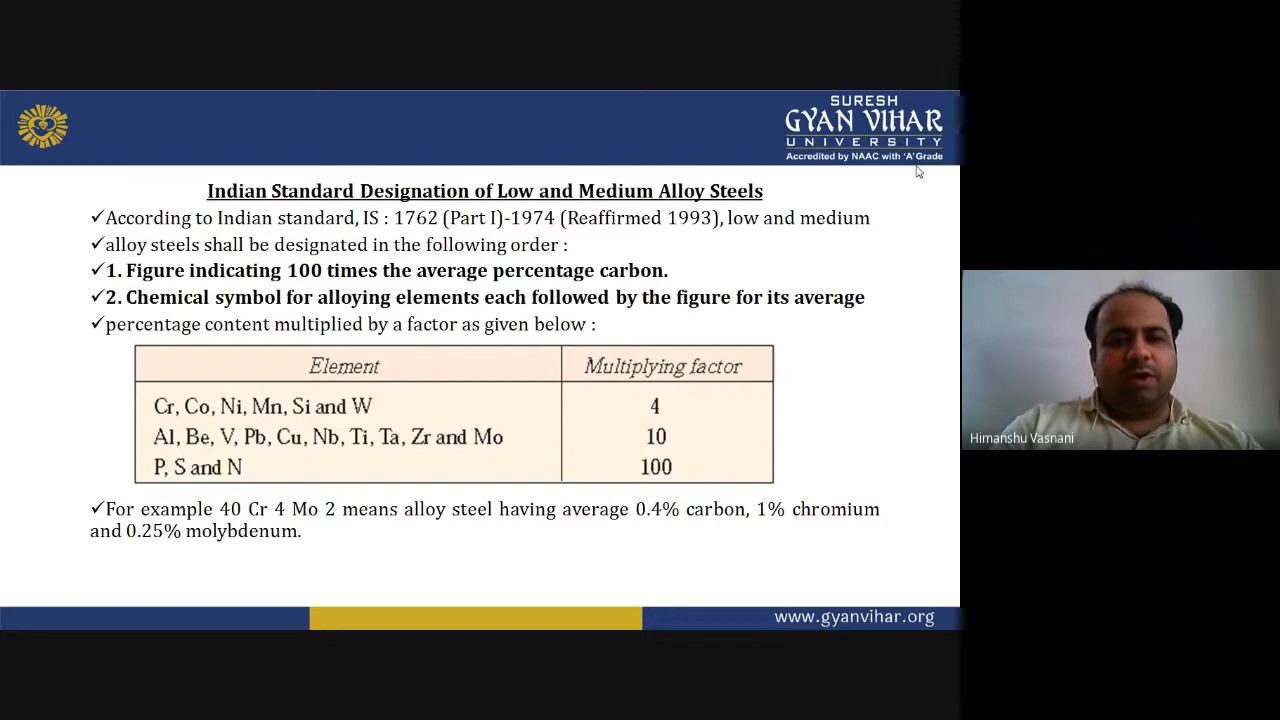 SURESH
GYAN VIHAR
UNIVERSITY
Accredited by NAAC with 'A' Grade
Indian Standard Designation of Low and Medium Alloy Steels
✓According to Indian standard, IS : 1762 (Part I)-1974 (Reaffirmed 1993), low and medium
✓alloy steels shall be designated in the following order :
✓1. Figure indicating 100 times the average percentage carbon.
✓2. Chemical symbol for alloying elements each followed by the figure for its average
✓percentage content multiplied by a factor as given below :
Element Multiplying factor
Cr, Co, Ni, Mn, Si and W 4
Al, Be, V, Pb, Cu, Nb, Ti, Ta, Zr and Mo 10
P, S and N 100
✓For example 40 Cr 4 Mo 2 means alloy steel having average 0.4% carbon, 1% chromium
and 0.25% molybdenum.
www.gyanvihar.org
Himanshu Vasnani